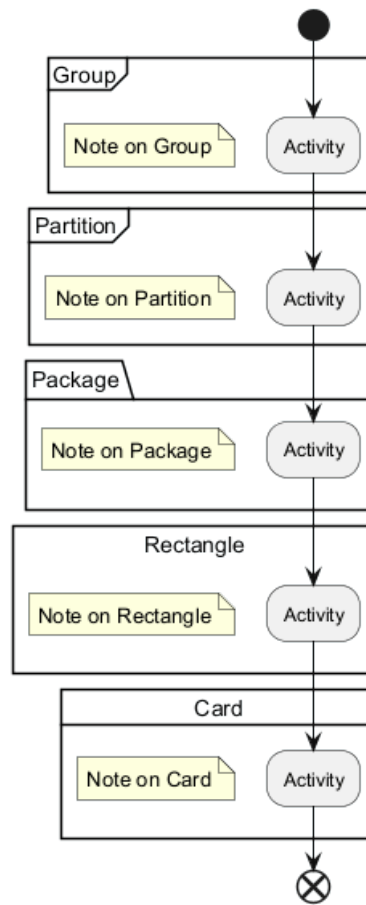 Group
Note on Group
Activity
Partition
Note on Partition
Activity
Package
Note on Package
Activity
Rectangle
Note on Rectangle
Activity
Card
Note on Card
Activity